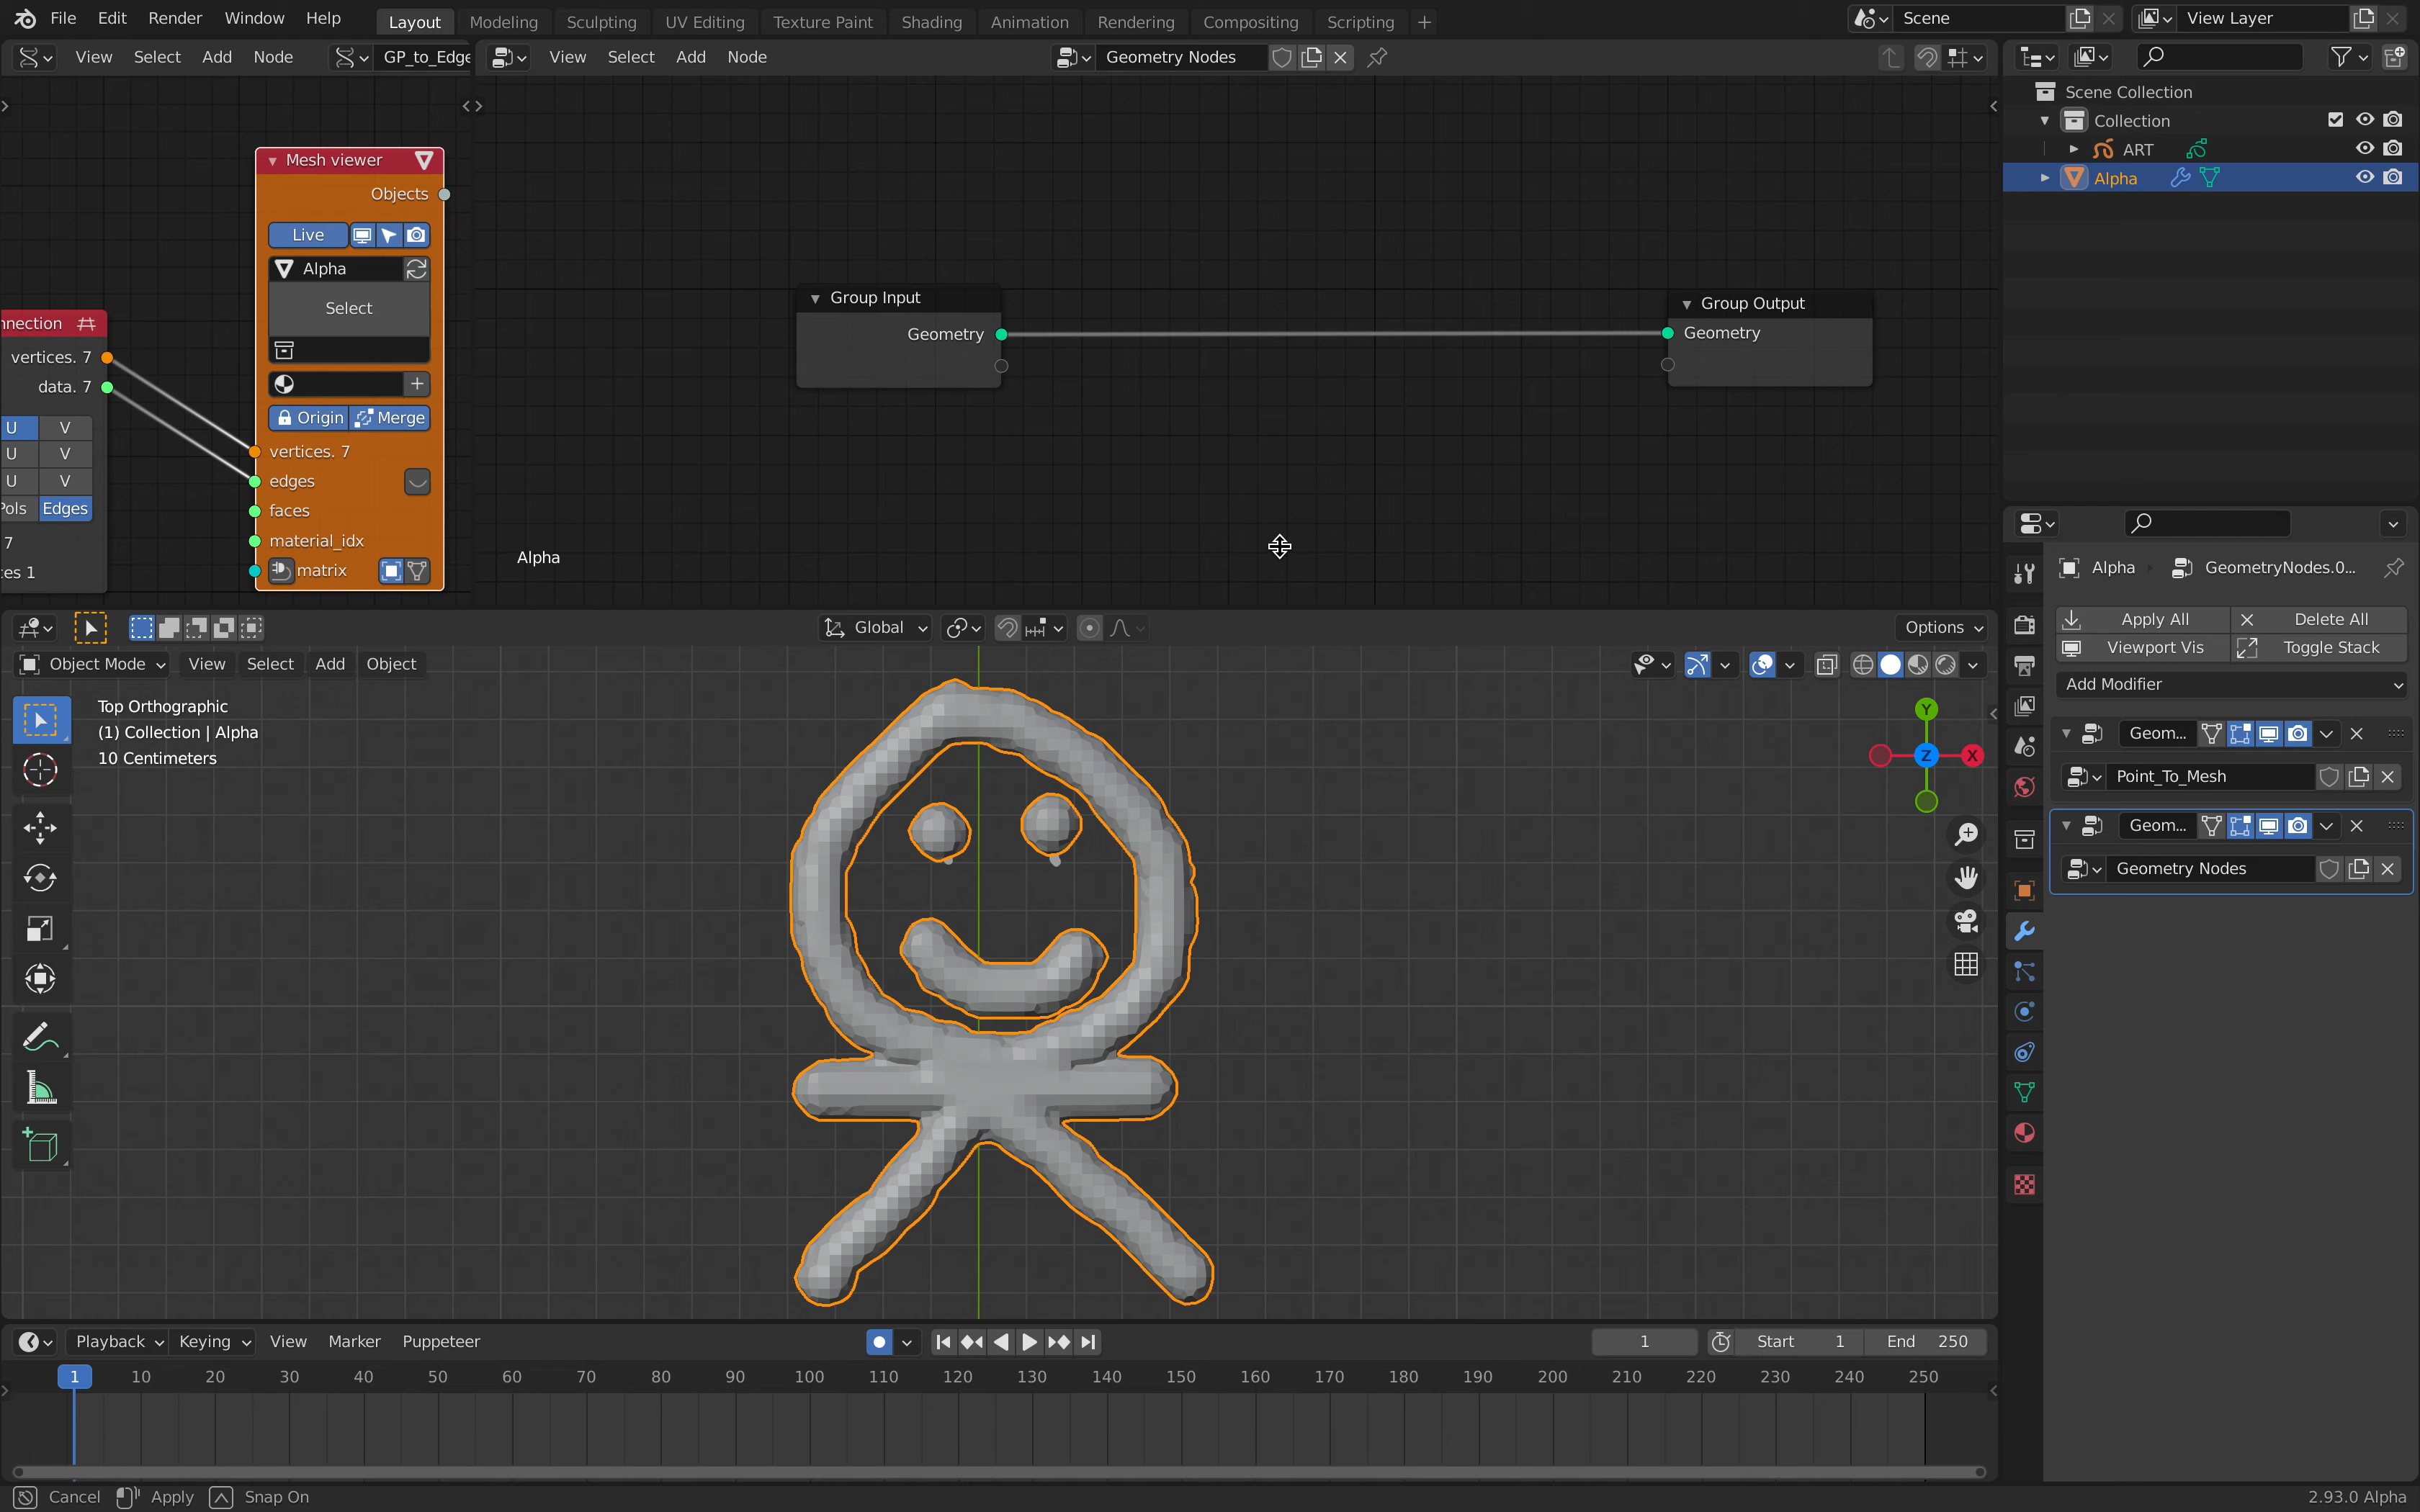 File Edit Render Window Help Layout Modeling Sculpting UV Editing Texture Paint Shading Animation Rendering Compositing Scripting Scene View Layer
View Select Add Node GP_to_Edge View Select Add Node Geometry Nodes
Scene Collection
Collection
ART
Alpha
Mesh viewer
Objects
Live
Alpha
Select
Origin Merge
vertices. 7
edges
faces
material_idx
matrix
nnection
vertices. 7
data. 7
U V
U V
U V
Pols Edges
7
ces 1
Group Input
Geometry
Group Output
Geometry
Alpha
Alpha GeometryNodes.0...
Apply All Delete All
Viewport Vis Toggle Stack
Add Modifier
Geom...
Point_To_Mesh
Geom...
Geometry Nodes
Global Options
Object Mode View Select Add Object
Top Orthographic
(1) Collection | Alpha
10 Centimeters
Y
Z X
Playback Keying View Marker Puppeteer 1 Start 1 End 250
1 10 20 30 40 50 60 70 80 90 100 110 120 130 140 150 160 170 180 190 200 210 220 230 240 250
Cancel Apply Snap On 2.93.0 Alpha